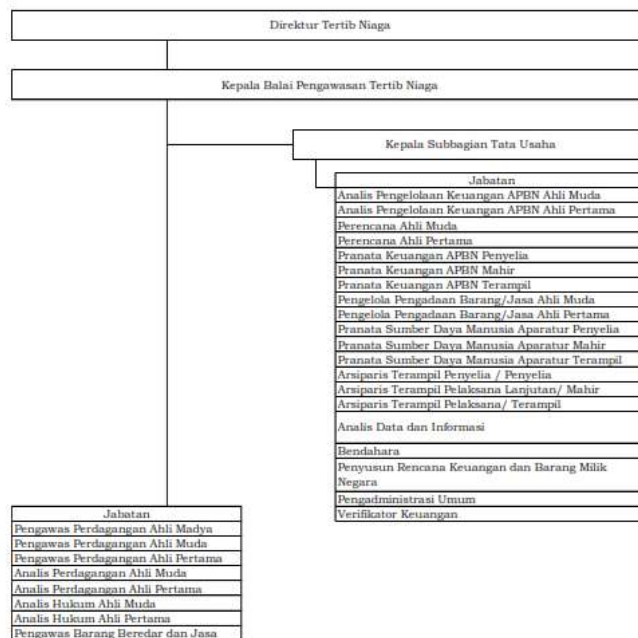 Direktur Tertib Niaga
Kepala Balai Pengawasan Tertib Niaga
Kepala Subbagian Tata Usaha
Jabatan
Analis Pengelolaan Keuangan APBN Ahli Muda
Analis Pengelolaan Keuangan APBN Ahli Pertama
Perencana Ahli Muda
Perencana Ahli Pertama
Pranata Keuangan APBN Penyelia
Pranata Keuangan APBN Mahir
Pranata Keuangan APBN Terampil
Pengelola Pengadaan Barang/Jasa Ahli Muda
Pengelola Pengadaan Barang/Jasa Ahli Pertama
Pranata Sumber Daya Manusia Aparatur Penyelia
Pranata Sumber Daya Manusia Aparatur Mahir
Pranata Sumber Daya Manusia Aparatur Terampil
Arsiparis Terampil Penyelia / Penyelia
Arsiparis Terampil Pelaksana Lanjutan/ Mahir
Arsiparis Terampil Pelaksana/ Terampil
Analis Data dan Informasi
Bendahara
Penyusun Rencana Keuangan dan Barang Milik
Negara
Pengadministrasi Umum
Verifikator Keuangan
Jabatan
Pengawas Perdagangan Ahli Madya
Pengawas Perdagangan Ahli Muda
Pengawas Perdagangan Ahli Pertama
Analis Perdagangan Ahli Muda
Analis Perdagangan Ahli Pertama
Analis Hukum Ahli Muda
Analis Hukum Ahli Pertama
Pengawas Barang Beredar dan Jasa